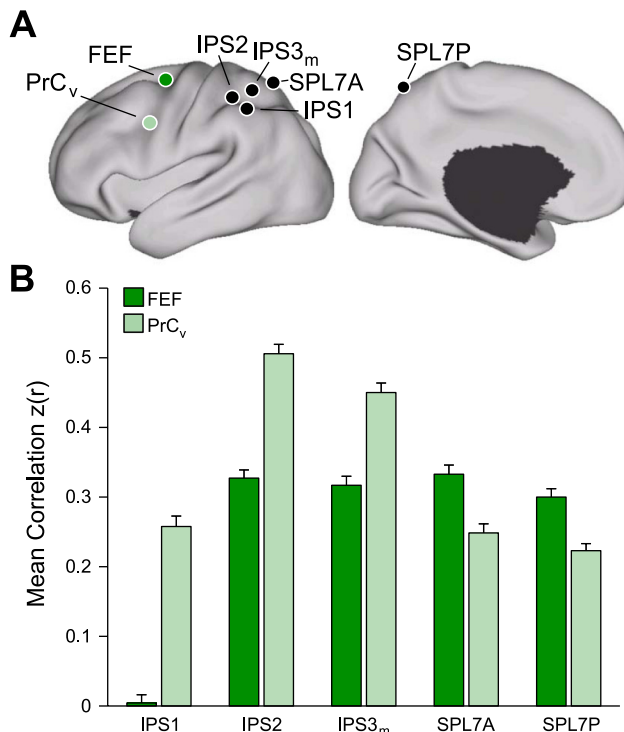 A
FEF
PrCv
IPS2
IPS3m
SPL7A
IPS1
SPL7P
B
FEF
PrCv
Mean Correlation z(r)
0.6
0.5
0.4
0.3
0.2
0.1
0
IPS1 IPS2 IPS3m SPL7A SPL7P